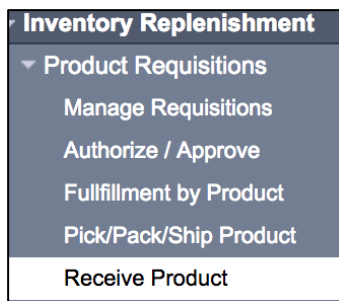 Inventory Replenishment
Product Requisitions
Manage Requisitions
Authorize / Approve
Fullfillment by Product
Pick/Pack/Ship Product
Receive Product